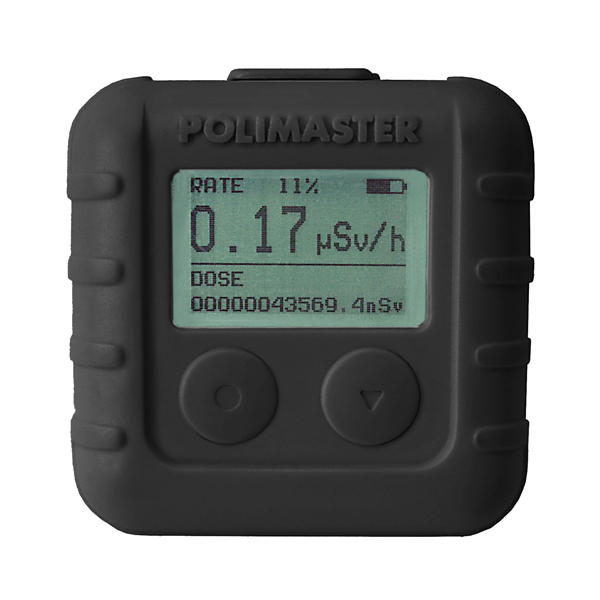 POLIMASTER
RATE 11%
0.17 µSv/h
DOSE
00000043569.4nSv